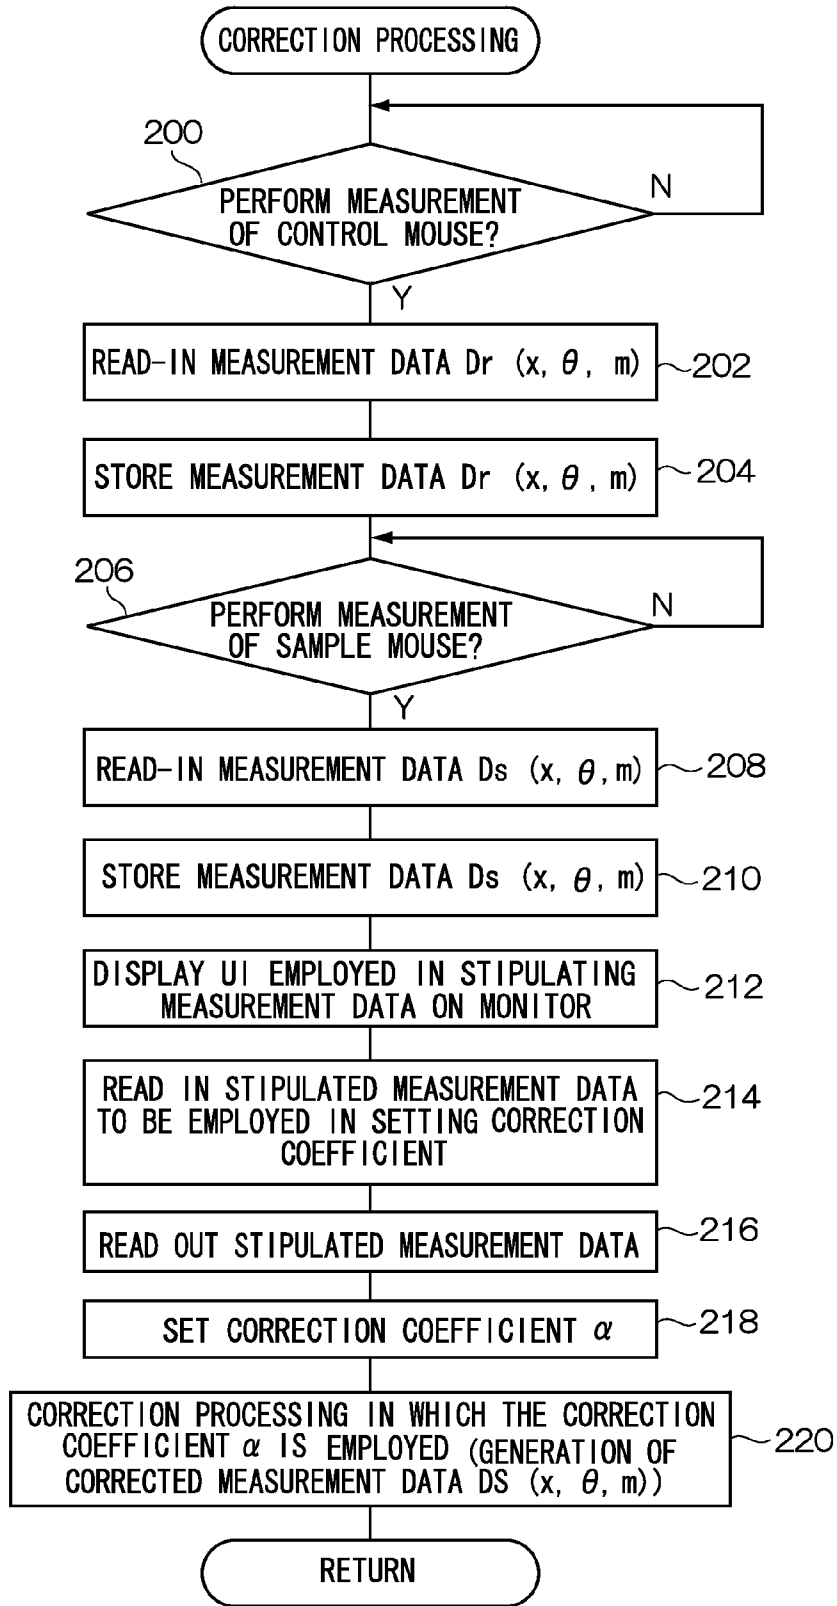 CORRECTION PROCESSING
200
PERFORM MEASUREMENT
OF CONTROL MOUSE?
N
Y
READ-IN MEASUREMENT DATA Dr (x, θ, m)
202
STORE MEASUREMENT DATA Dr (x, θ, m)
204
206
PERFORM MEASUREMENT
OF SAMPLE MOUSE?
N
Y
READ-IN MEASUREMENT DATA Ds (x, θ, m)
208
STORE MEASUREMENT DATA Ds (x, θ, m)
210
DISPLAY UI EMPLOYED IN STIPULATING
MEASUREMENT DATA ON MONITOR
212
READ IN STIPULATED MEASUREMENT DATA
TO BE EMPLOYED IN SETTING CORRECTION
COEFFICIENT
214
READ OUT STIPULATED MEASUREMENT DATA
216
SET CORRECTION COEFFICIENT α
218
CORRECTION PROCESSING IN WHICH THE CORRECTION
COEFFICIENT α IS EMPLOYED (GENERATION OF
CORRECTED MEASUREMENT DATA DS (x, θ, m))
220
RETURN